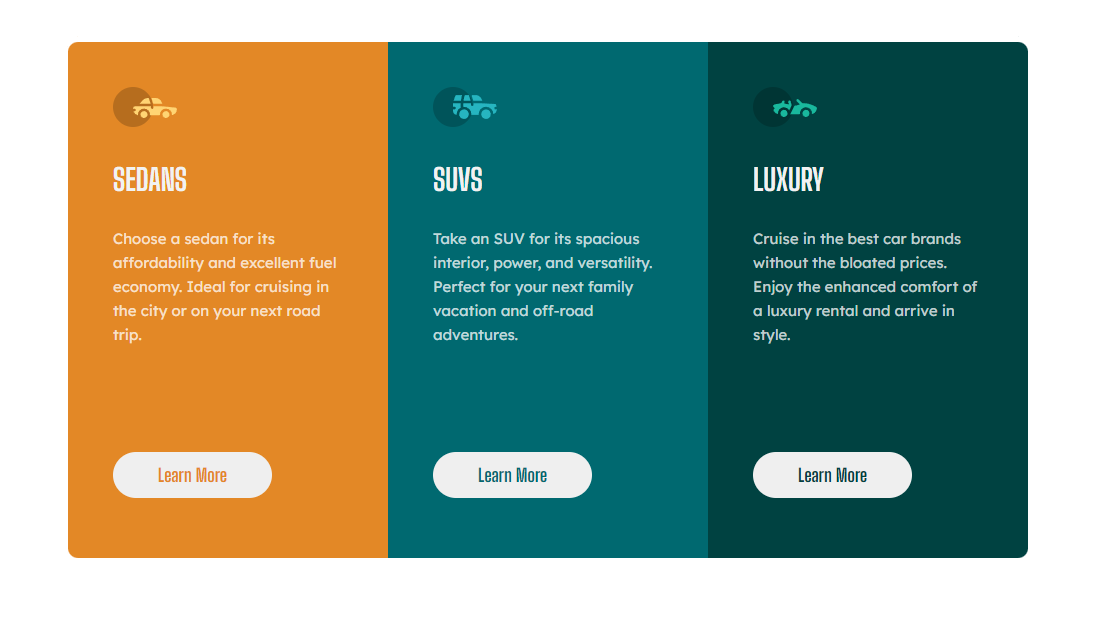 SEDANS
Choose a sedan for its
affordability and excellent fuel
economy. Ideal for cruising in
the city or on your next road
trip.
Learn More
SUVS
Take an SUV for its spacious
interior, power, and versatility.
Perfect for your next family
vacation and off-road
adventures.
Learn More
LUXURY
Cruise in the best car brands
without the bloated prices.
Enjoy the enhanced comfort of
a luxury rental and arrive in
style.
Learn More